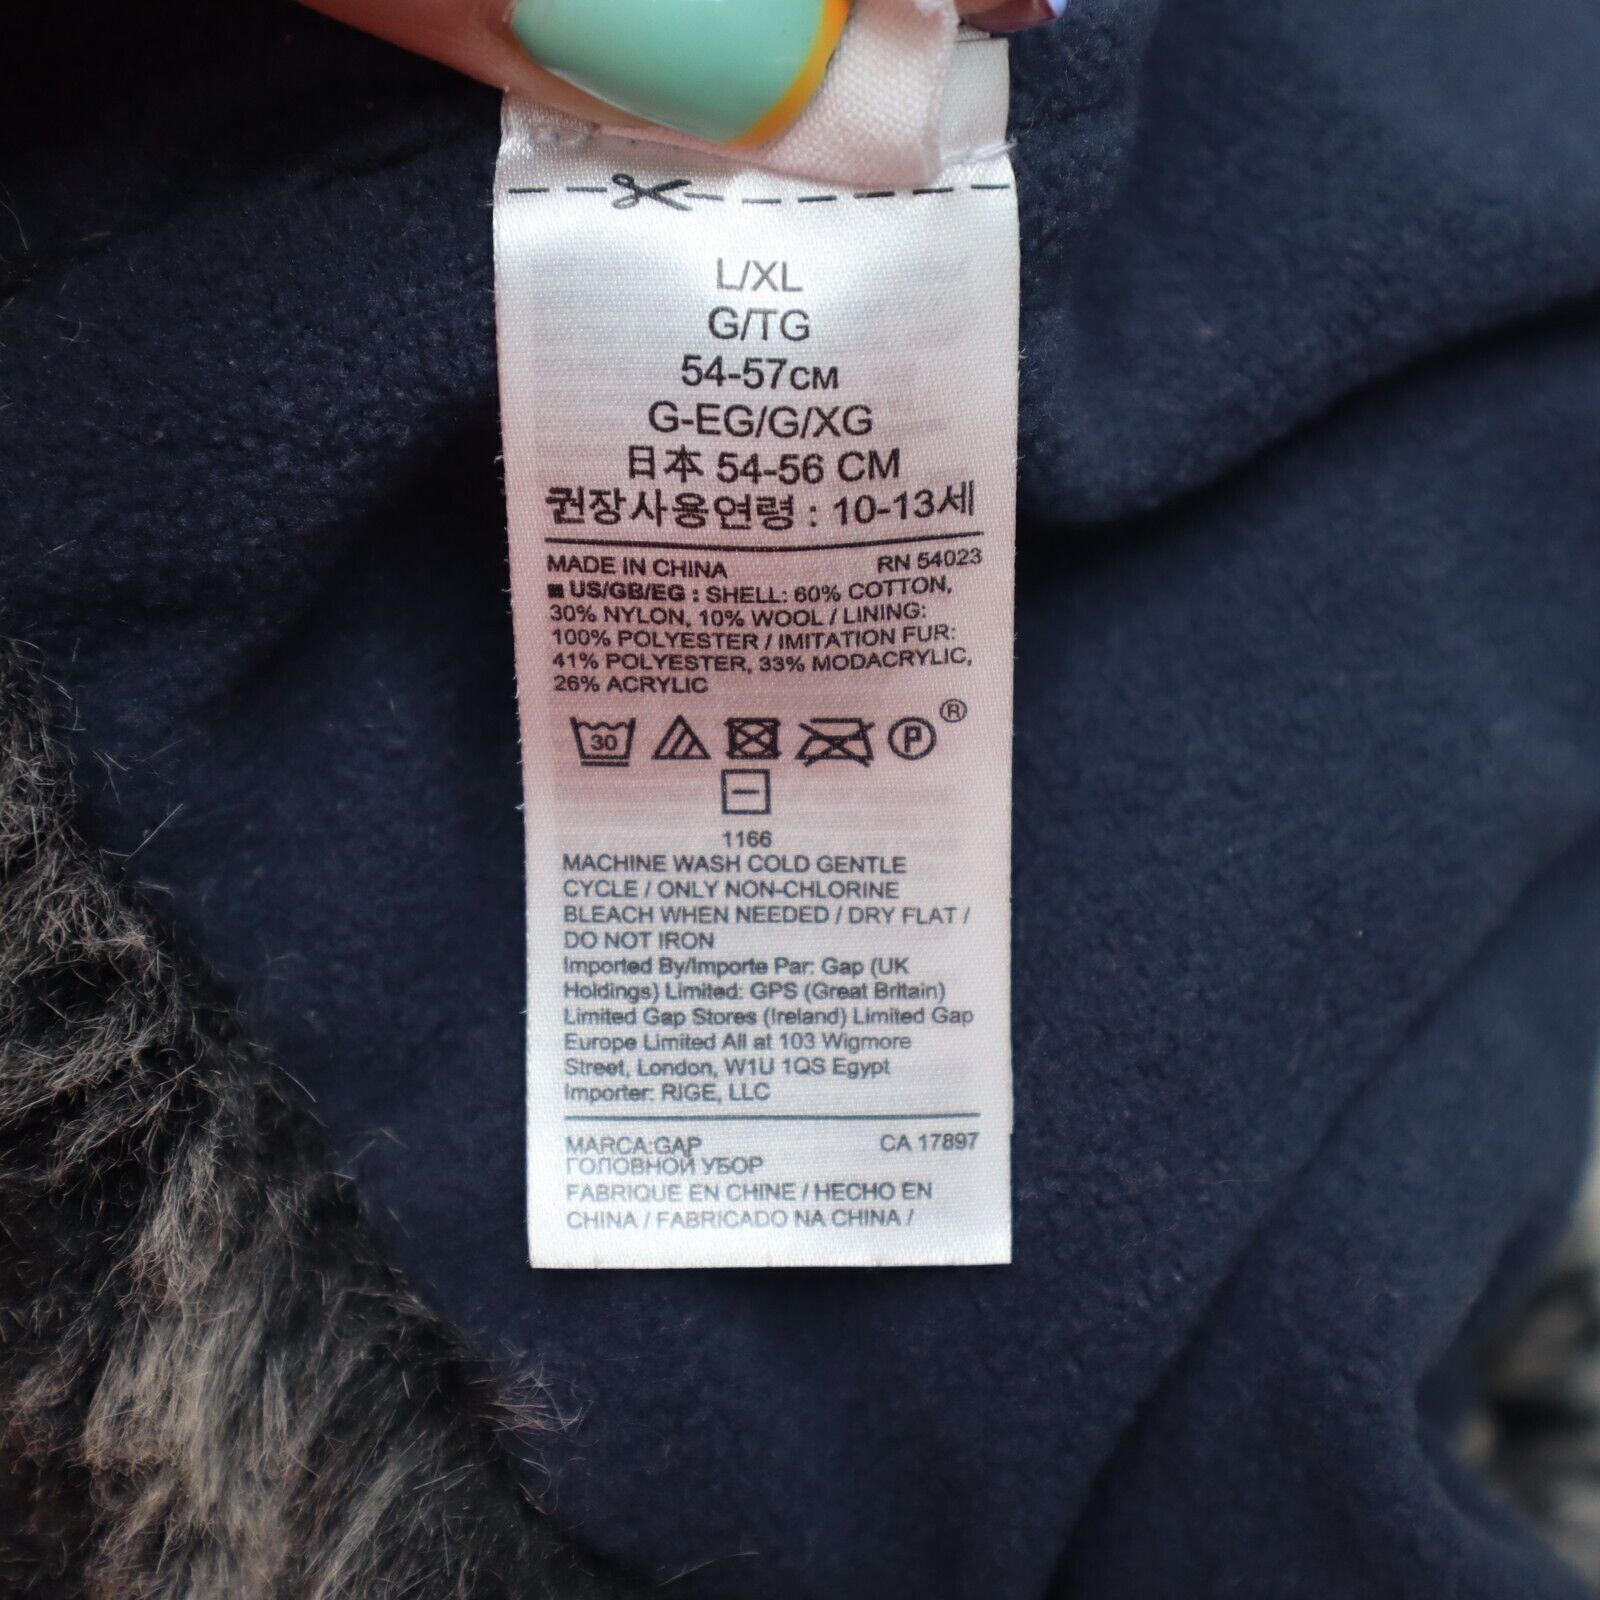 L/XL
G/TG
54-57CM
G-EG/G/XG
日本 54-56 CM
권장사용연령 : 10-13세
MADE IN CHINA RN 54023
US/GB/EG : SHELL: 60% COTTON,
30% NYLON, 10% WOOL / LINING:
100% POLYESTER / IMITATION FUR:
41% POLYESTER, 33% MODACRYLIC,
26% ACRYLIC
30 P ®
1166
MACHINE WASH COLD GENTLE
CYCLE / ONLY NON-CHLORINE
BLEACH WHEN NEEDED / DRY FLAT /
DO NOT IRON
Imported By/Importe Par: Gap (UK
Holdings) Limited: GPS (Great Britain)
Limited Gap Stores (Ireland) Limited Gap
Europe Limited All at 103 Wigmore
Street, London, W1U 1QS Egypt
Importer: RIGE, LLC
MARCA:GAP CA 17897
ГОЛОВНОЙ УБОР
FABRIQUE EN CHINE / HECHO EN
CHINA / FABRICADO NA CHINA /